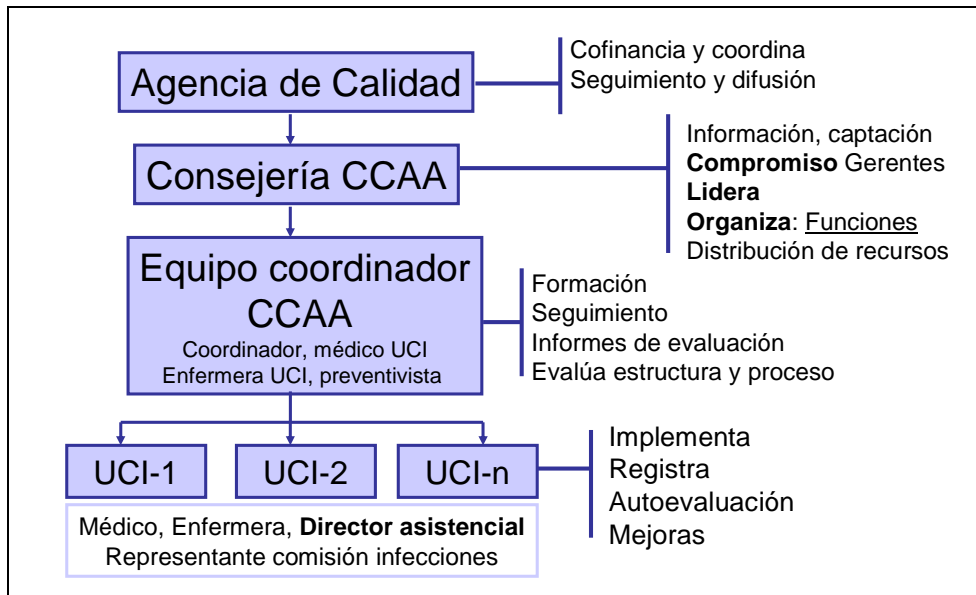 Agencia de Calidad
Cofinancia y coordina
Seguimiento y difusión
Consejería CCAA
Información, captación
Compromiso Gerentes
Lidera
Organiza: Funciones
Distribución de recursos
Equipo coordinador
CCAA
Coordinador, médico UCI
Enfermera UCI, preventivista
Formación
Seguimiento
Informes de evaluación
Evalúa estructura y proceso
UCI-1
UCI-2
UCI-n
Implementa
Registra
Autoevaluación
Mejoras
Médico, Enfermera, Director asistencial
Representante comisión infecciones